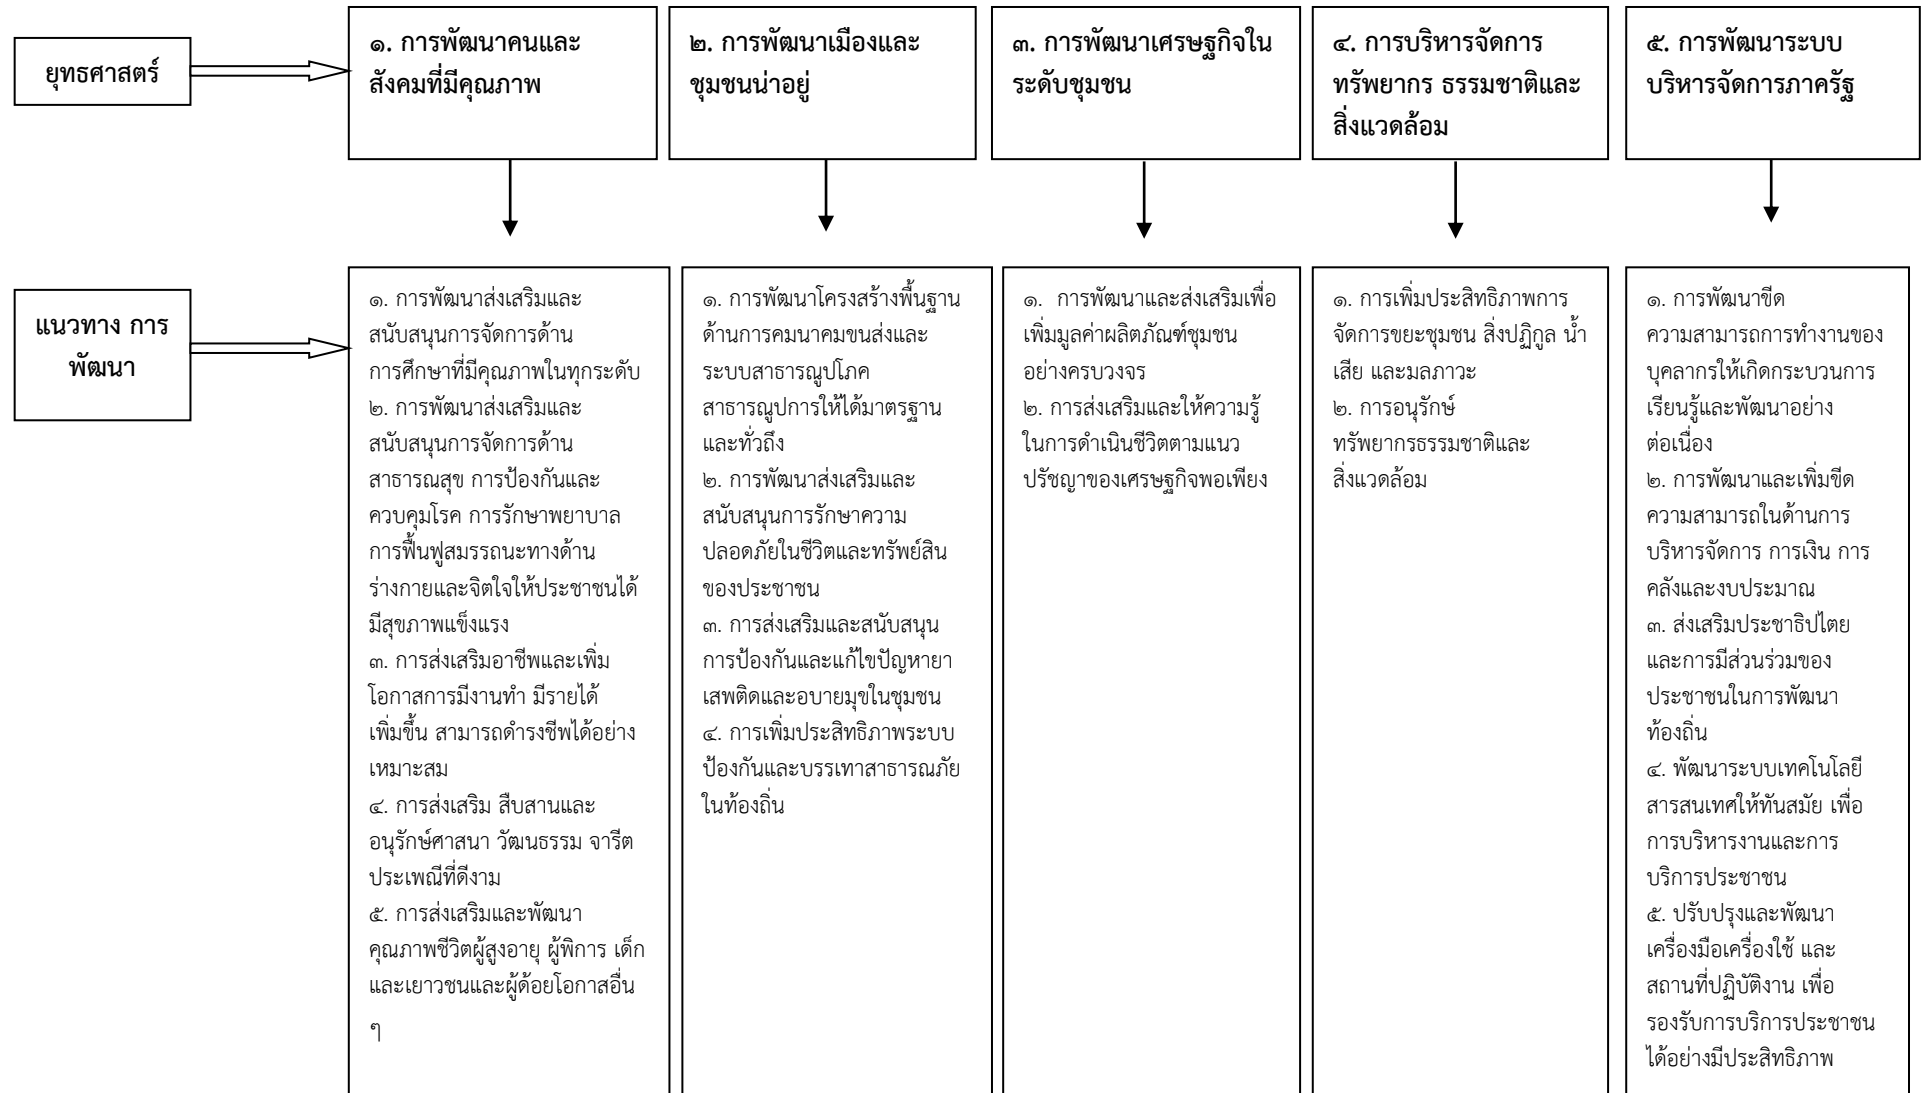 ยุทธศาสตร์
๑. การพัฒนาคนและ
สังคมที่มีคุณภาพ
๒. การพัฒนาเมืองและ
ชุมชนน่าอยู่
๓. การพัฒนาเศรษฐกิจใน
ระดับชุมชน
๔. การบริหารจัดการ
ทรัพยากร ธรรมชาติและ
สิ่งแวดล้อม
๕. การพัฒนาระบบ
บริหารจัดการภาครัฐ
แนวทาง การ
พัฒนา
๑. การพัฒนาส่งเสริมและ
สนับสนุนการจัดการด้าน
การศึกษาที่มีคุณภาพในทุกระดับ
๒. การพัฒนาส่งเสริมและ
สนับสนุนการจัดการด้าน
สาธารณสุข การป้องกันและ
ควบคุมโรค การรักษาพยาบาล
การฟื้นฟูสมรรถนะทางด้าน
ร่างกายและจิตใจให้ประชาชนได้
มีสุขภาพแข็งแรง
๓. การส่งเสริมอาชีพและเพิ่ม
โอกาสการมีงานทำ มีรายได้
เพิ่มขึ้น สามารถดำรงชีพได้อย่าง
เหมาะสม
๔. การส่งเสริม สืบสานและ
อนุรักษ์ศาสนา วัฒนธรรม จารีต
ประเพณีที่ดีงาม
๕. การส่งเสริมและพัฒนา
คุณภาพชีวิตผู้สูงอายุ ผู้พิการ เด็ก
และเยาวชนและผู้ด้อยโอกาสอื่น
ๆ
๑. การพัฒนาโครงสร้างพื้นฐาน
ด้านการคมนาคมขนส่งและ
ระบบสาธารณูปโภค
สาธารณูปการให้ได้มาตรฐาน
และทั่วถึง
๒. การพัฒนาส่งเสริมและ
สนับสนุนการรักษาความ
ปลอดภัยในชีวิตและทรัพย์สิน
ของประชาชน
๓. การส่งเสริมและสนับสนุน
การป้องกันและแก้ไขปัญหายา
เสพติดและอบายมุขในชุมชน
๔. การเพิ่มประสิทธิภาพระบบ
ป้องกันและบรรเทาสาธารณภัย
ในท้องถิ่น
๑. การพัฒนาและส่งเสริมเพื่อ
เพิ่มมูลค่าผลิตภัณฑ์ชุมชน
อย่างครบวงจร
๒. การส่งเสริมและให้ความรู้
ในการดำเนินชีวิตตามแนว
ปรัชญาของเศรษฐกิจพอเพียง
๑. การเพิ่มประสิทธิภาพการ
จัดการขยะชุมชน สิ่งปฏิกูล น้ำ
เสีย และมลภาวะ
๒. การอนุรักษ์
ทรัพยากรธรรมชาติและ
สิ่งแวดล้อม
๑. การพัฒนาขีด
ความสามารถการทำงานของ
บุคลากรให้เกิดกระบวนการ
เรียนรู้และพัฒนาอย่าง
ต่อเนื่อง
๒. การพัฒนาและเพิ่มขีด
ความสามารถในด้านการ
บริหารจัดการ การเงิน การ
คลังและงบประมาณ
๓. ส่งเสริมประชาธิปไตย
และการมีส่วนร่วมของ
ประชาชนในการพัฒนา
ท้องถิ่น
๔. พัฒนาระบบเทคโนโลยี
สารสนเทศให้ทันสมัย เพื่อ
การบริหารงานและการ
บริการประชาชน
๕. ปรับปรุงและพัฒนา
เครื่องมือเครื่องใช้ และ
สถานที่ปฏิบัติงาน เพื่อ
รองรับการบริการประชาชน
ได้อย่างมีประสิทธิภาพ